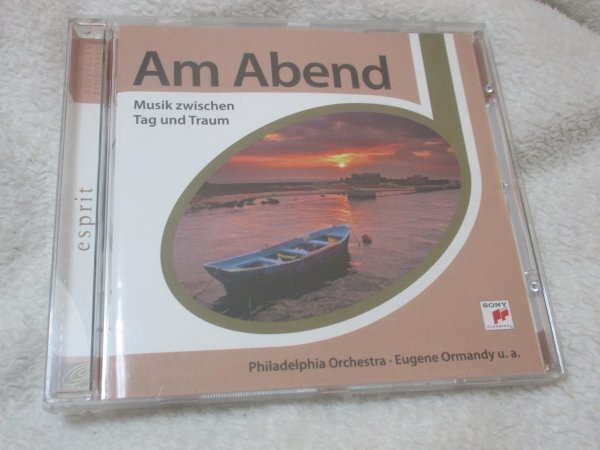 Am Abend
Musik zwischen
Tag und Traum
esprit
SONY
CLASSICAL
Philadelphia Orchestra · Eugene Ormandy u. a.